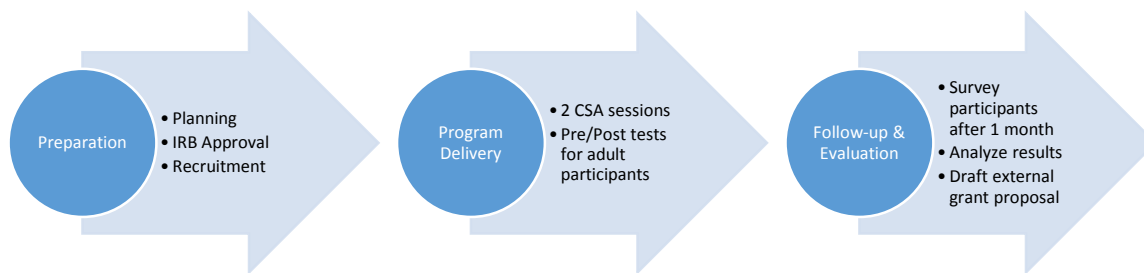 Preparation
• Planning
• IRB Approval
• Recruitment
Program
Delivery
• 2 CSA sessions
• Pre/Post tests
for adult
participants
Follow-up &
Evaluation
• Survey
participants
after 1 month
• Analyze results
• Draft external
grant proposal